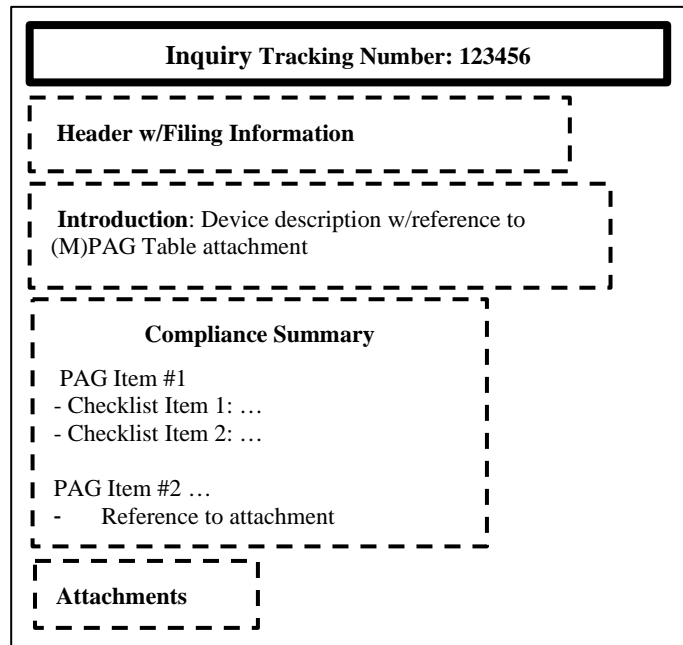 Inquiry Tracking Number: 123456
Header w/Filing Information
Introduction: Device description w/reference to
(M)PAG Table attachment
Compliance Summary
PAG Item #1
- Checklist Item 1: …
- Checklist Item 2: …
PAG Item #2 …
- Reference to attachment
Attachments